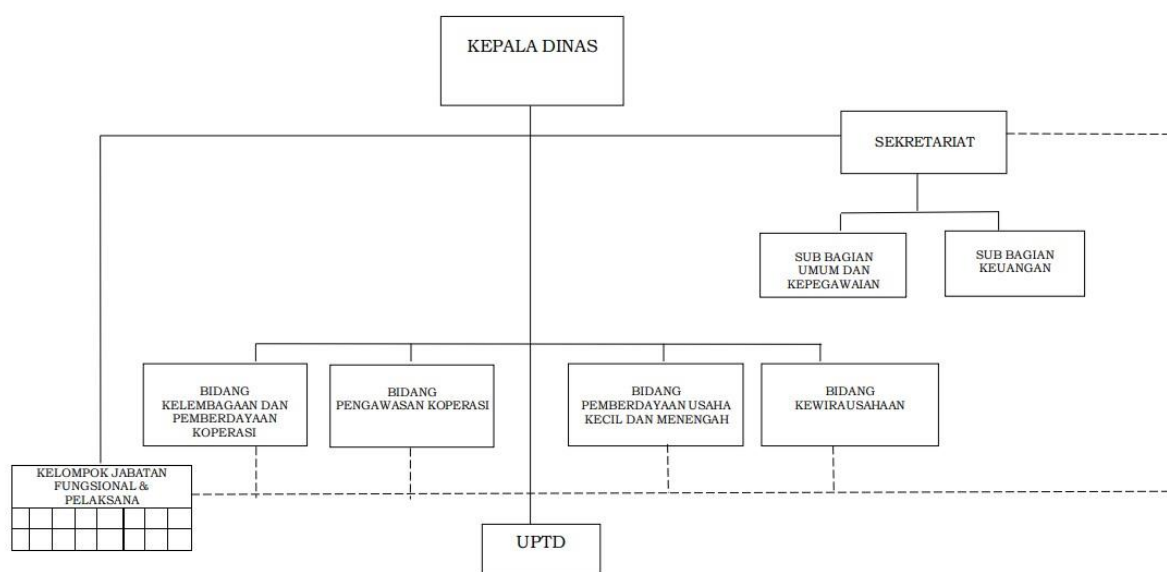 KEPALA DINAS
SEKRETARIAT
SUB BAGIAN
UMUM DAN
KEPEGAWAIAN
SUB BAGIAN
KEUANGAN
BIDANG
KELEMBAGAAN DAN
PEMBERDAYAAN
KOPERASI
BIDANG
PENGAWASAN KOPERASI
BIDANG
PEMBERDAYAAN USAHA
KECIL DAN MENENGAH
BIDANG
KEWIRAUSAHAAN
KELOMPOK JABATAN
FUNGSIONAL &
PELAKSANA
UPTD